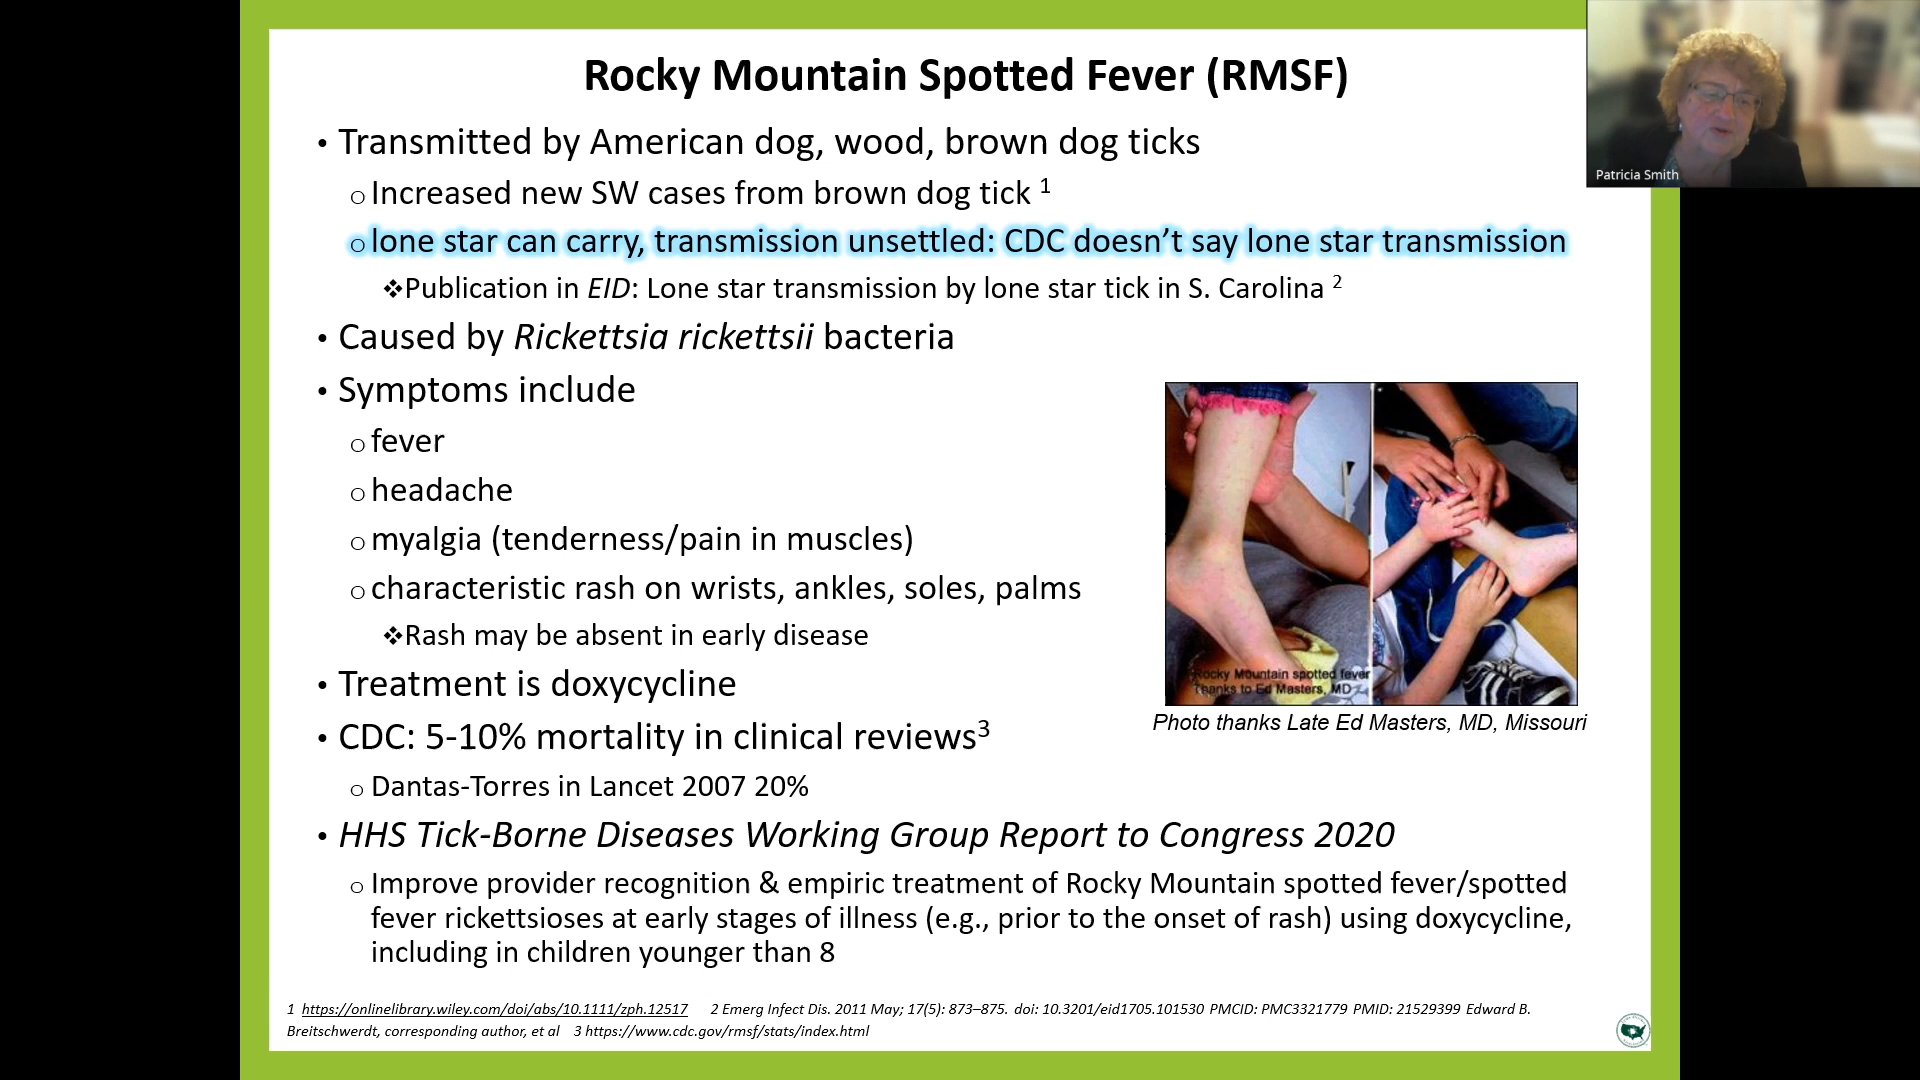 Rocky Mountain Spotted Fever (RMSF)
Patricia Smith
• Transmitted by American dog, wood, brown dog ticks
o Increased new SW cases from brown dog tick 1
o lone star can carry, transmission unsettled: CDC doesn’t say lone star transmission
❖Publication in EID: Lone star transmission by lone star tick in S. Carolina 2
• Caused by Rickettsia rickettsii bacteria
• Symptoms include
o fever
o headache
o myalgia (tenderness/pain in muscles)
o characteristic rash on wrists, ankles, soles, palms
❖Rash may be absent in early disease
Rocky Mountain spotted fever
Thanks to Ed Masters, MD
Photo thanks Late Ed Masters, MD, Missouri
• Treatment is doxycycline
• CDC: 5-10% mortality in clinical reviews3
o Dantas-Torres in Lancet 2007 20%
• HHS Tick-Borne Diseases Working Group Report to Congress 2020
o Improve provider recognition & empiric treatment of Rocky Mountain spotted fever/spotted
fever rickettsioses at early stages of illness (e.g., prior to the onset of rash) using doxycycline,
including in children younger than 8
1 https://onlinelibrary.wiley.com/doi/abs/10.1111/zph.12517 2 Emerg Infect Dis. 2011 May; 17(5): 873–875. doi: 10.3201/eid1705.101530 PMCID: PMC3321779 PMID: 21529399 Edward B.
Breitschwerdt, corresponding author, et al 3 https://www.cdc.gov/rmsf/stats/index.html